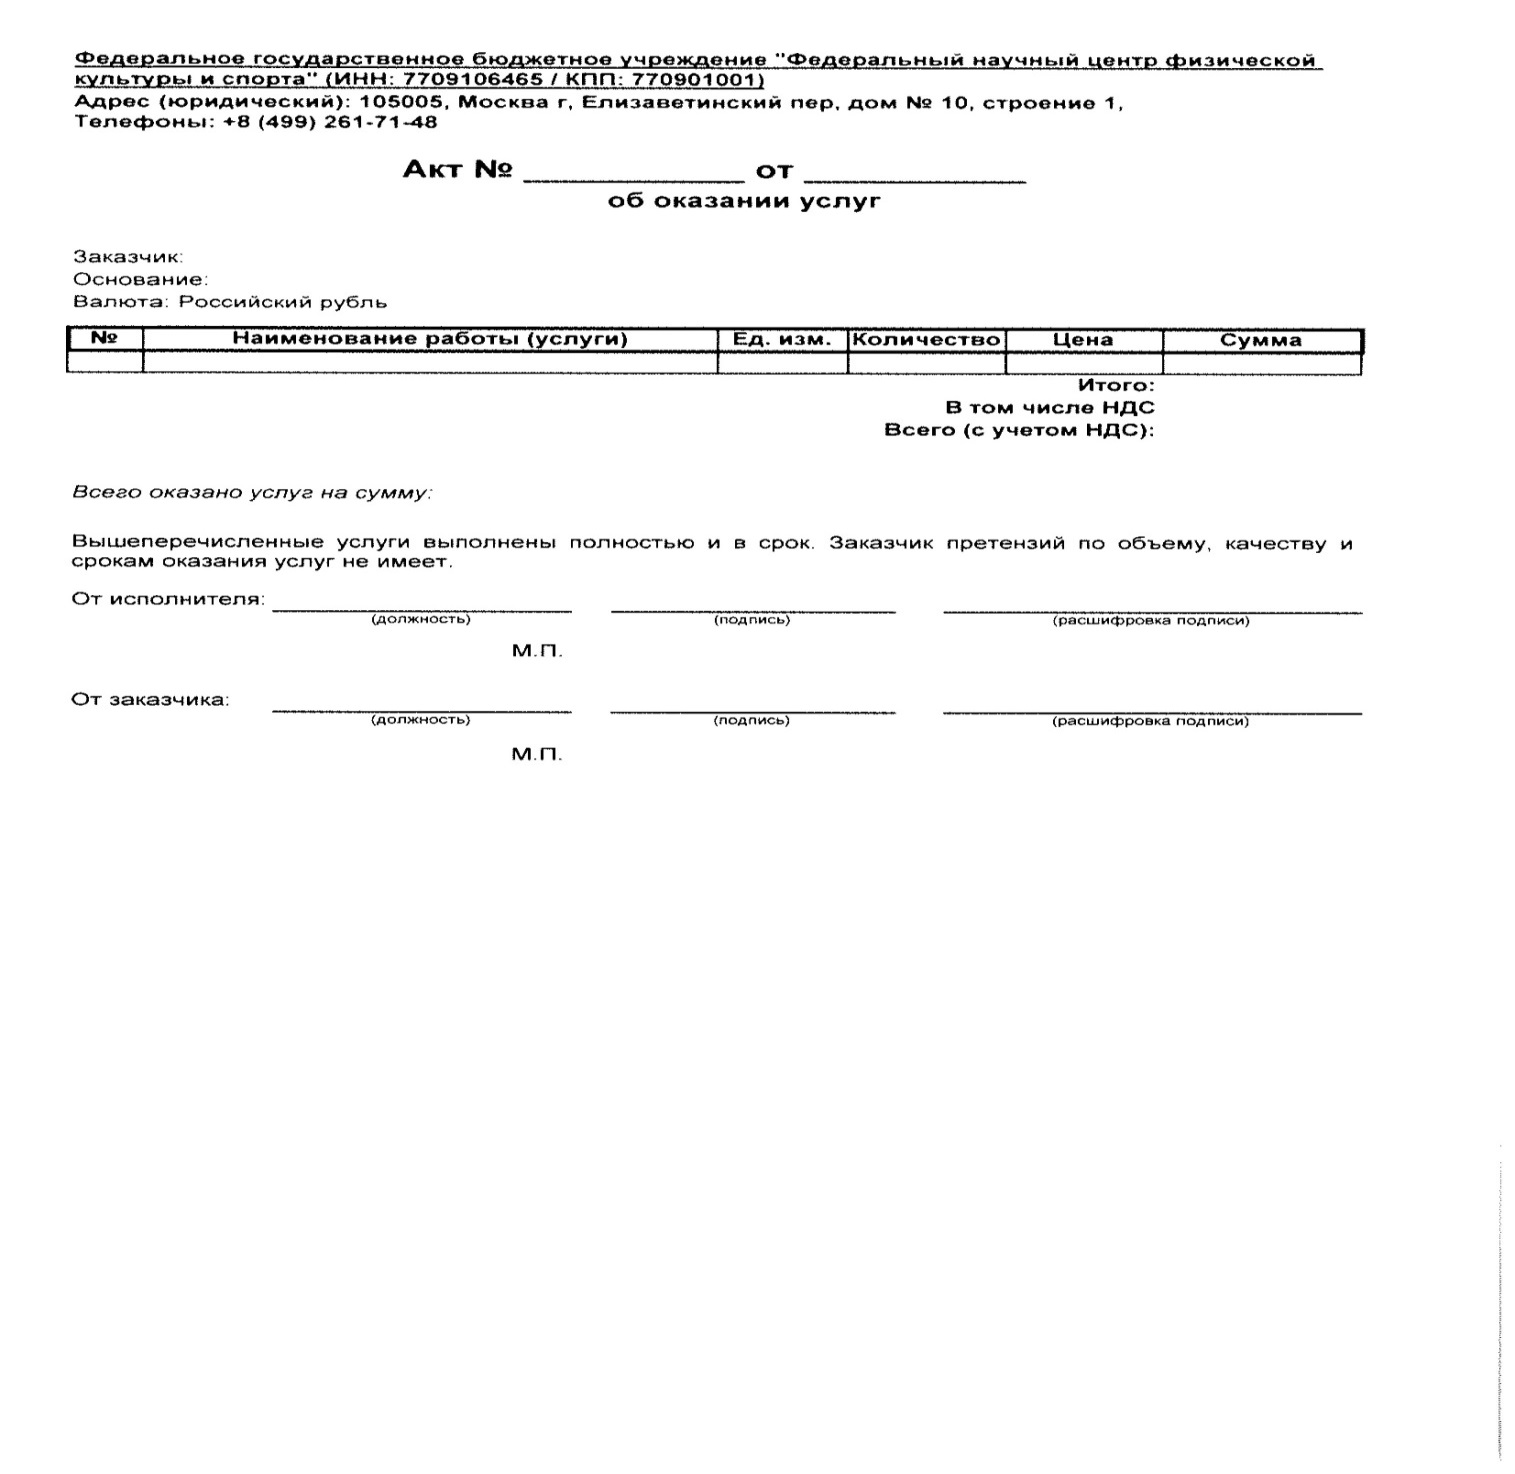 Федеральное государственное бюджетное учреждение "Федеральный научный центр физической
культуры и спорта" (ИНН: 7709106465 / КПП: 770901001)
Адрес (юридический): 105005, Москва г, Елизаветинский пер, дом № 10, строение 1,
Телефоны: +8 (499) 261-71-48
Акт № ______________ от ______________
об оказании услуг
Заказчик:
Основание:
Валюта: Российский рубль
№ Наименование работы (услуги) Ед. изм. Количество Цена Сумма
Итого:
В том числе НДС
Всего (с учетом НДС):
Всего оказано услуг на сумму:
Вышеперечисленные услуги выполнены полностью и в срок. Заказчик претензий по объему, качеству и
срокам оказания услуг не имеет.
От исполнителя:
(должность) (подпись) (расшифровка подписи)
М.П.
От заказчика:
(должность) (подпись) (расшифровка подписи)
М.П.